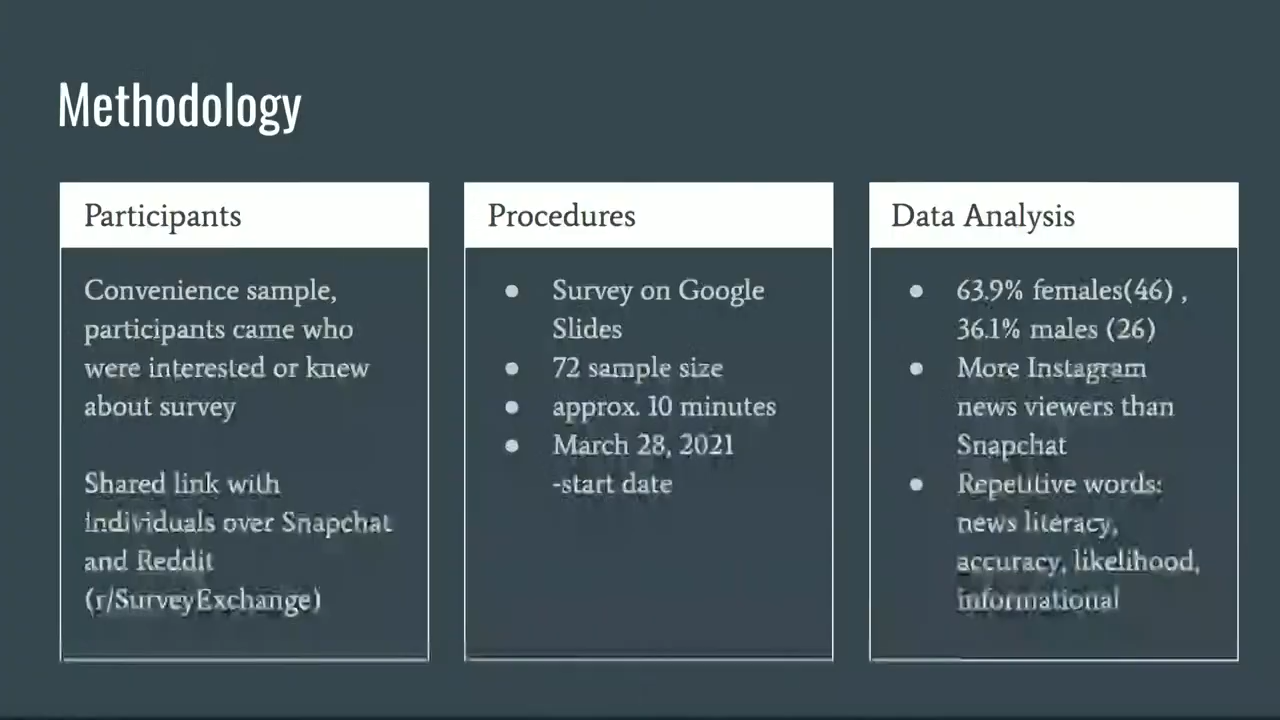 Methodology
Participants
Convenience sample,
participants came who
were interested or knew
about survey
Shared link with
individuals over Snapchat
and Reddit
(r/SurveyExchange)
Procedures
● Survey on Google
Slides
● 72 sample size
● approx. 10 minutes
● March 28, 2021
-start date
Data Analysis
● 63.9% females(46) ,
36.1% males (26)
● More Instagram
news viewers than
Snapchat
● Repetitive words:
news literacy,
accuracy, likelihood,
informational